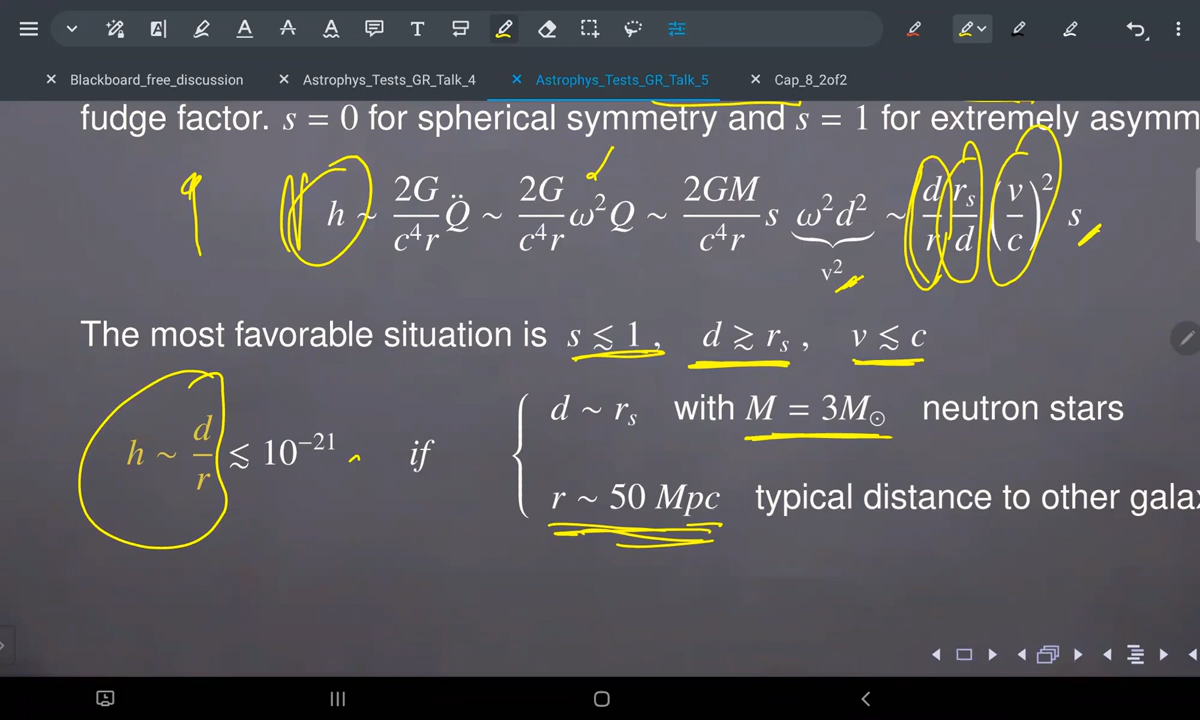 Blackboard_free_discussion Astrophys_Tests_GR_Talk_4 Astrophys_Tests_GR_Talk_5 Cap_8_2of2
fudge factor. s = 0 for spherical symmetry and s = 1 for extremely asymm
h ∼ 2G/c⁴r Q̈ ∼ 2G/c⁴r ω²Q ∼ 2GM/c⁴r s ω²d² ∼ d/r r_s/d (v/c)² s
v²
The most favorable situation is s ≲ 1, d ≳ r_s, v ≲ c
d ∼ r_s with M = 3M_⊙ neutron stars
h ∼ d/r ≲ 10⁻²¹ if
r ∼ 50 Mpc typical distance to other gala